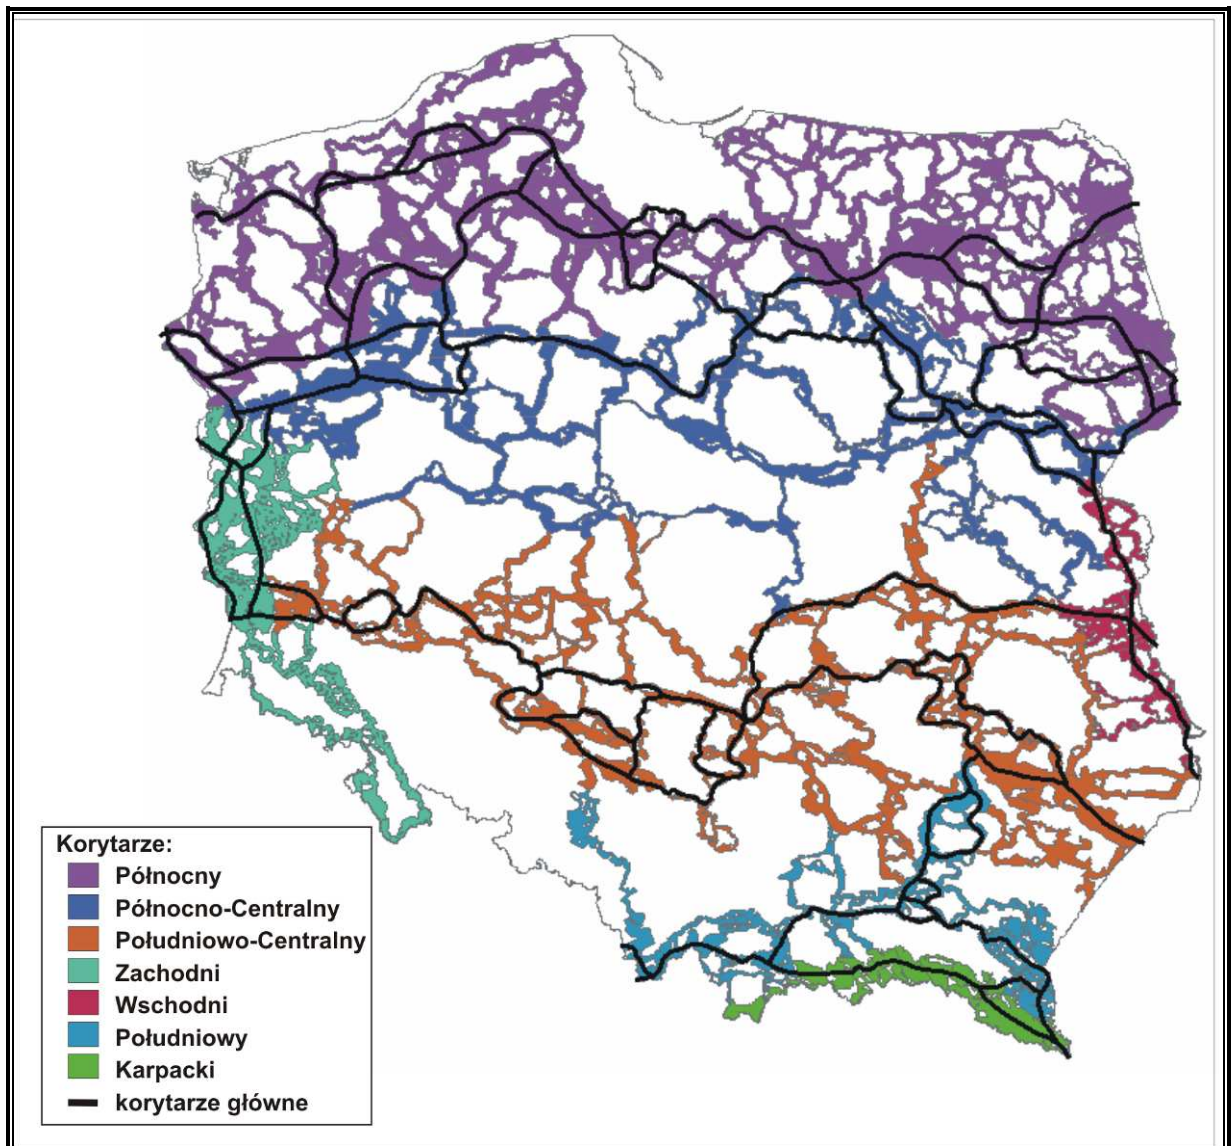 Korytarze:
Północny
Północno-Centralny
Południowo-Centralny
Zachodni
Wschodni
Południowy
Karpacki
korytarze główne